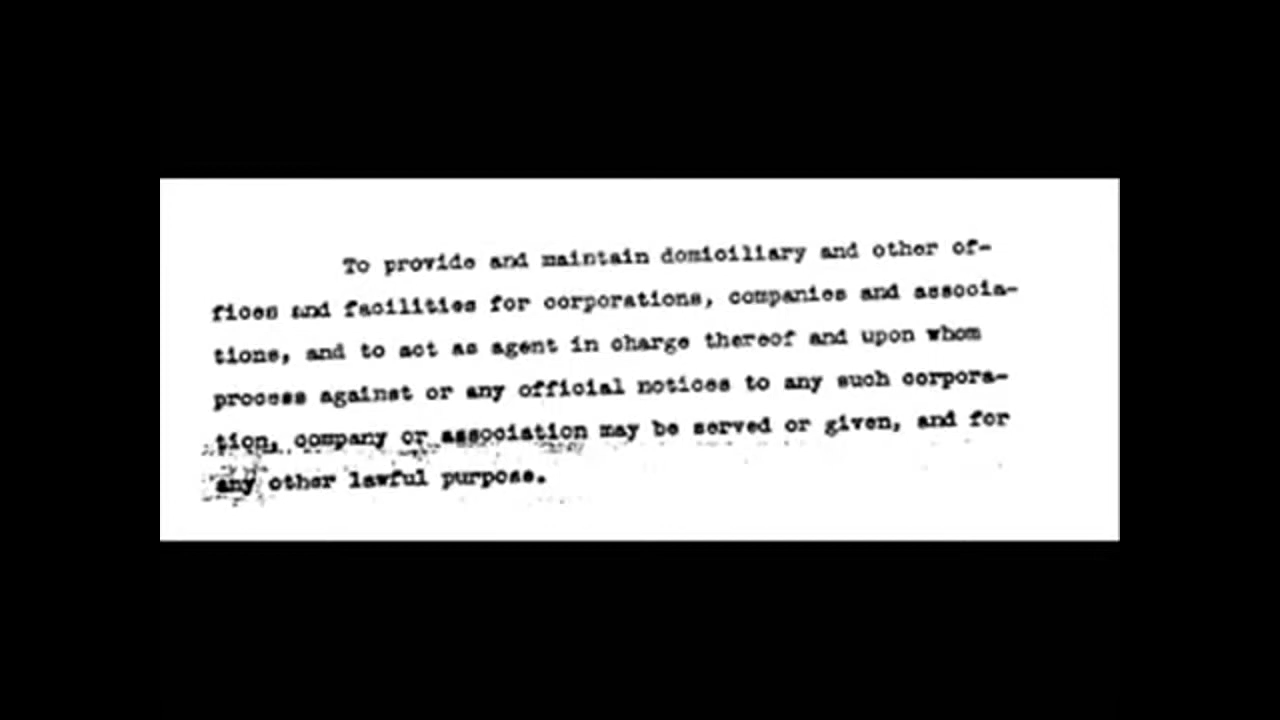 To provide and maintain domiciliary and other of-
fices and facilities for corporations, companies and associa-
tions, and to act as agent in charge thereof and upon whom
process against or any official notices to any such corpora-
tion, company or association may be served or given, and for
any other lawful purpose.